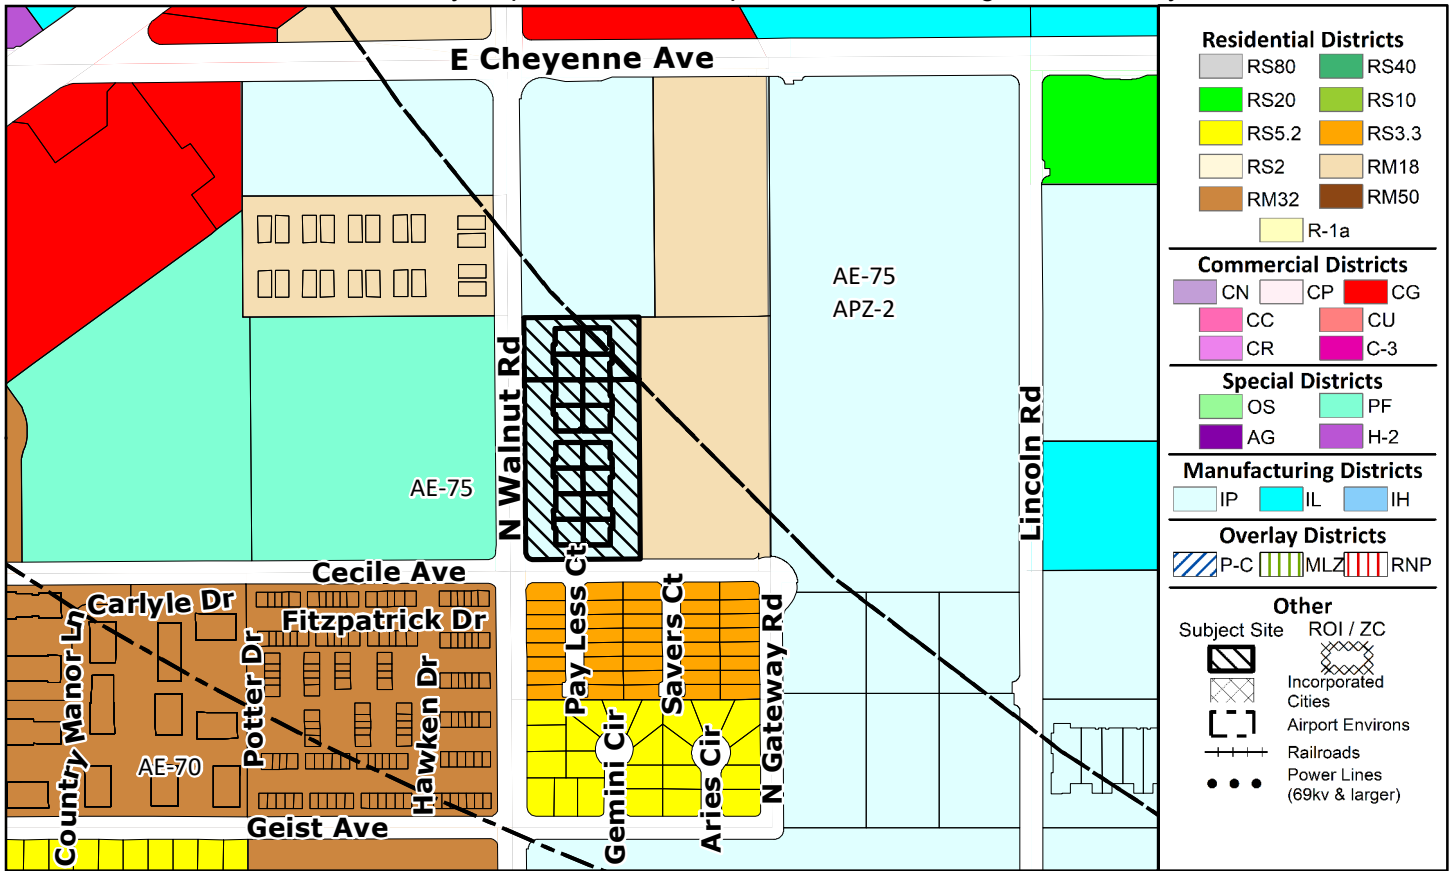 E Cheyenne Ave
AE-75
APZ-2
N Walnut Rd
Lincoln Rd
AE-75
Cecile Ave
Carlyle Dr
Fitzpatrick Dr
Country Manor Ln
Potter Dr
Hawken Dr
Pay Less Ct
Savers Ct
N Gateway Rd
Gemini Cir
Aries Cir
AE-70
Geist Ave
Residential Districts
RS80 RS40
RS20 RS10
RS5.2 RS3.3
RS2 RM18
RM32 RM50
R-1a
Commercial Districts
CN CP CG
CC CU
CR C-3
Special Districts
OS PF
AG H-2
Manufacturing Districts
IP IL IH
Overlay Districts
P-C MLZ RNP
Other
Subject Site ROI / ZC
Incorporated
Cities
Airport Environs
Railroads
Power Lines
(69kv & larger)